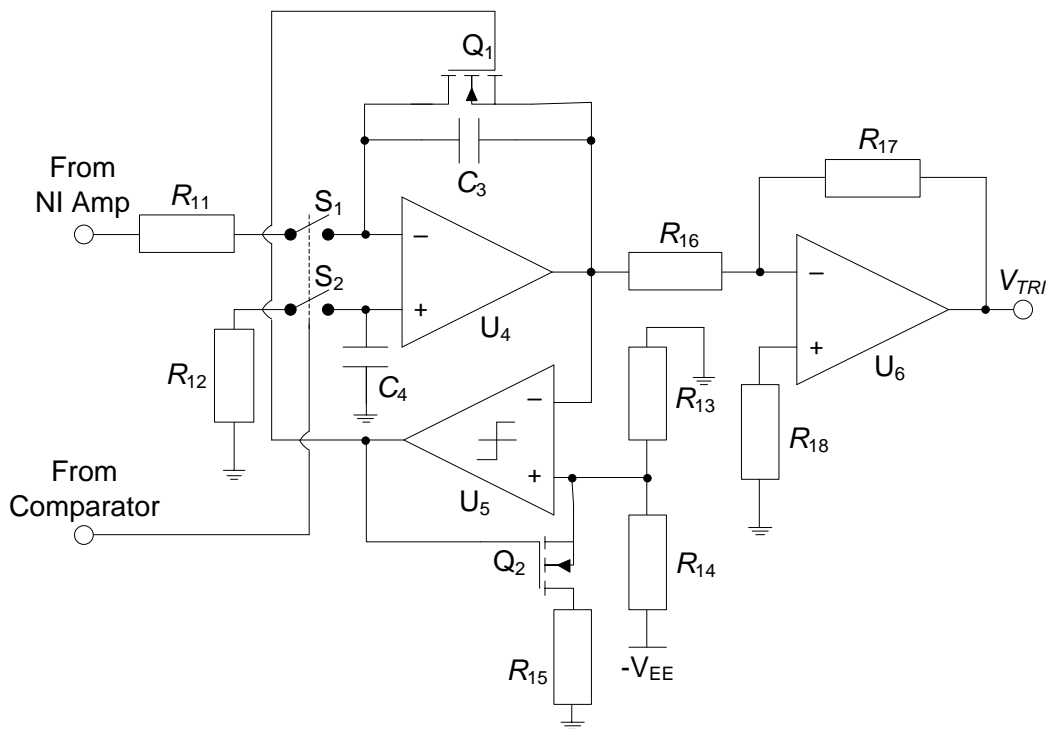 Q1
R17
From
NI Amp
R11
S1
C3
−
R16
−
VTRI
S2
+
U4
+
U6
R12
C4
−
R13
R18
From
Comparator
+
U5
Q2
R14
R15
-VEE